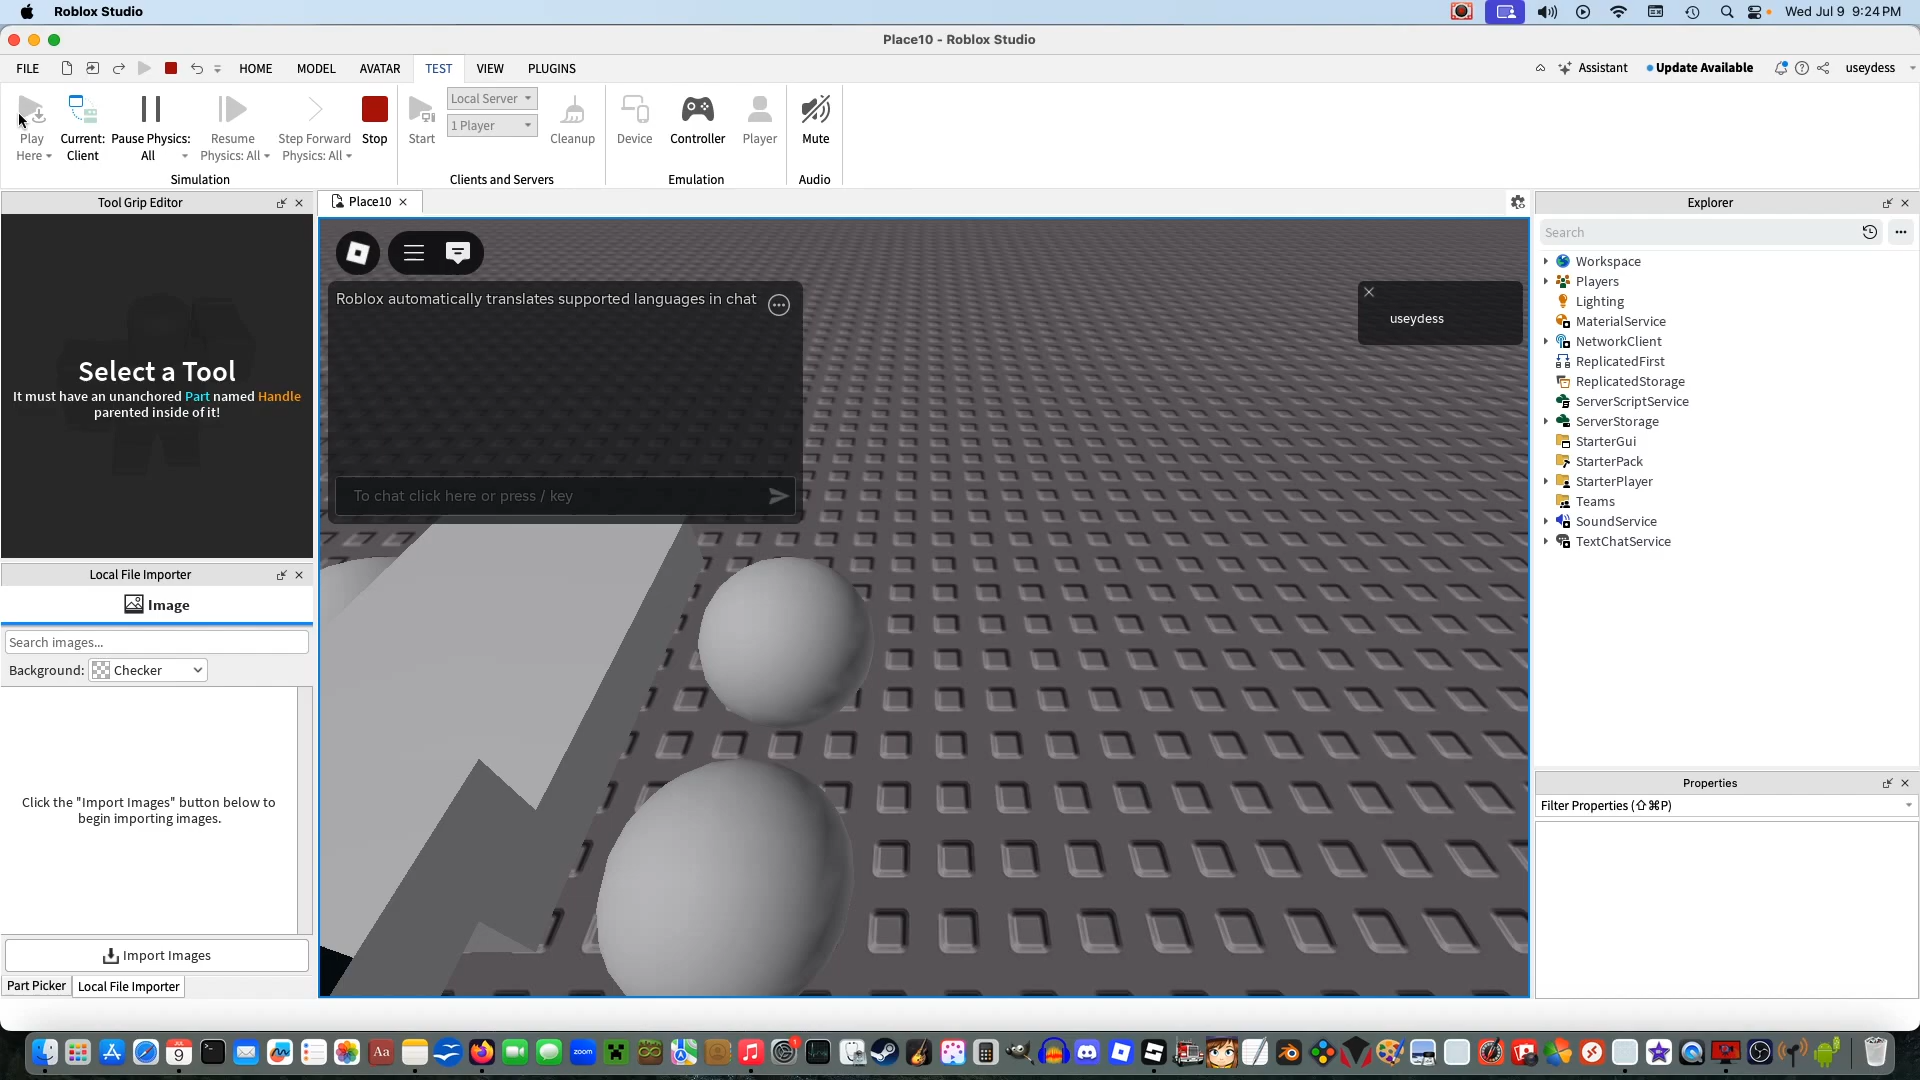 Roblox Studio
Wed Jul 9 9:24 PM
Place10 - Roblox Studio
FILE
HOME
MODEL
AVATAR
TEST
VIEW
PLUGINS
Assistant
Update Available
useydess
Play
Here
Current:
Client
Pause Physics:
All
Resume
Physics: All
Step Forward
Physics: All
Stop
Simulation
Start
Local Server
1 Player
Cleanup
Clients and Servers
Device
Controller
Player
Emulation
Mute
Audio
Tool Grip Editor
Select a Tool
It must have an unanchored Part named Handle
parented inside of it!
Local File Importer
Image
Search images...
Background:
Checker
Click the "Import Images" button below to
begin importing images.
Import Images
Part Picker
Local File Importer
Place10
Roblox automatically translates supported languages in chat
To chat click here or press / key
useydess
Explorer
Search
Workspace
Players
Lighting
MaterialService
NetworkClient
ReplicatedFirst
ReplicatedStorage
ServerScriptService
ServerStorage
StarterGui
StarterPack
StarterPlayer
Teams
SoundService
TextChatService
Properties
Filter Properties (⇧⌘P)
JUL
9
Aa
zoom
1